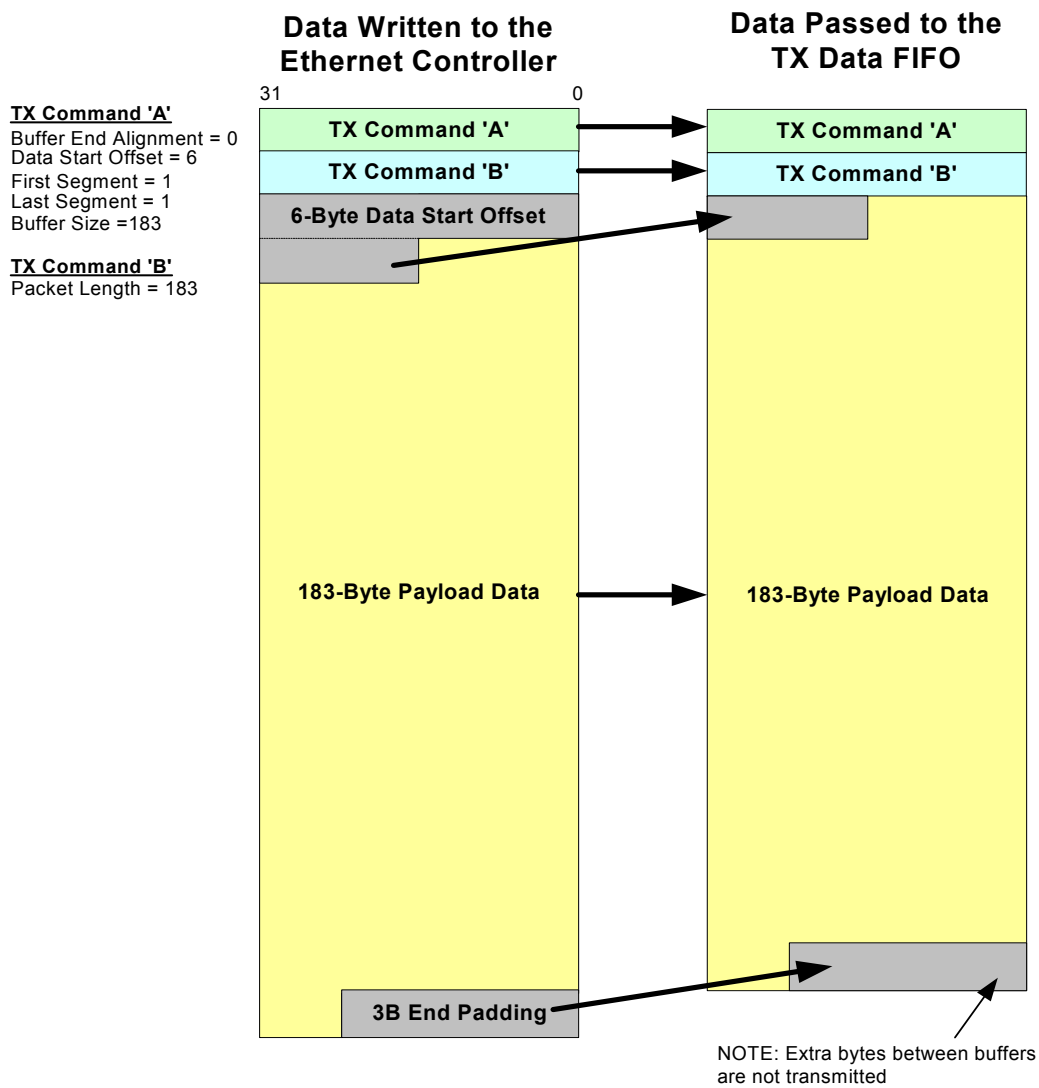 Data Written to the
Ethernet Controller
Data Passed to the
TX Data FIFO
31
0
TX Command 'A'
Buffer End Alignment = 0
Data Start Offset = 6
First Segment = 1
Last Segment = 1
Buffer Size =183
TX Command 'B'
Packet Length = 183
TX Command 'A'
TX Command 'B'
6-Byte Data Start Offset
183-Byte Payload Data
3B End Padding
TX Command 'A'
TX Command 'B'
183-Byte Payload Data
NOTE: Extra bytes between buffers
are not transmitted